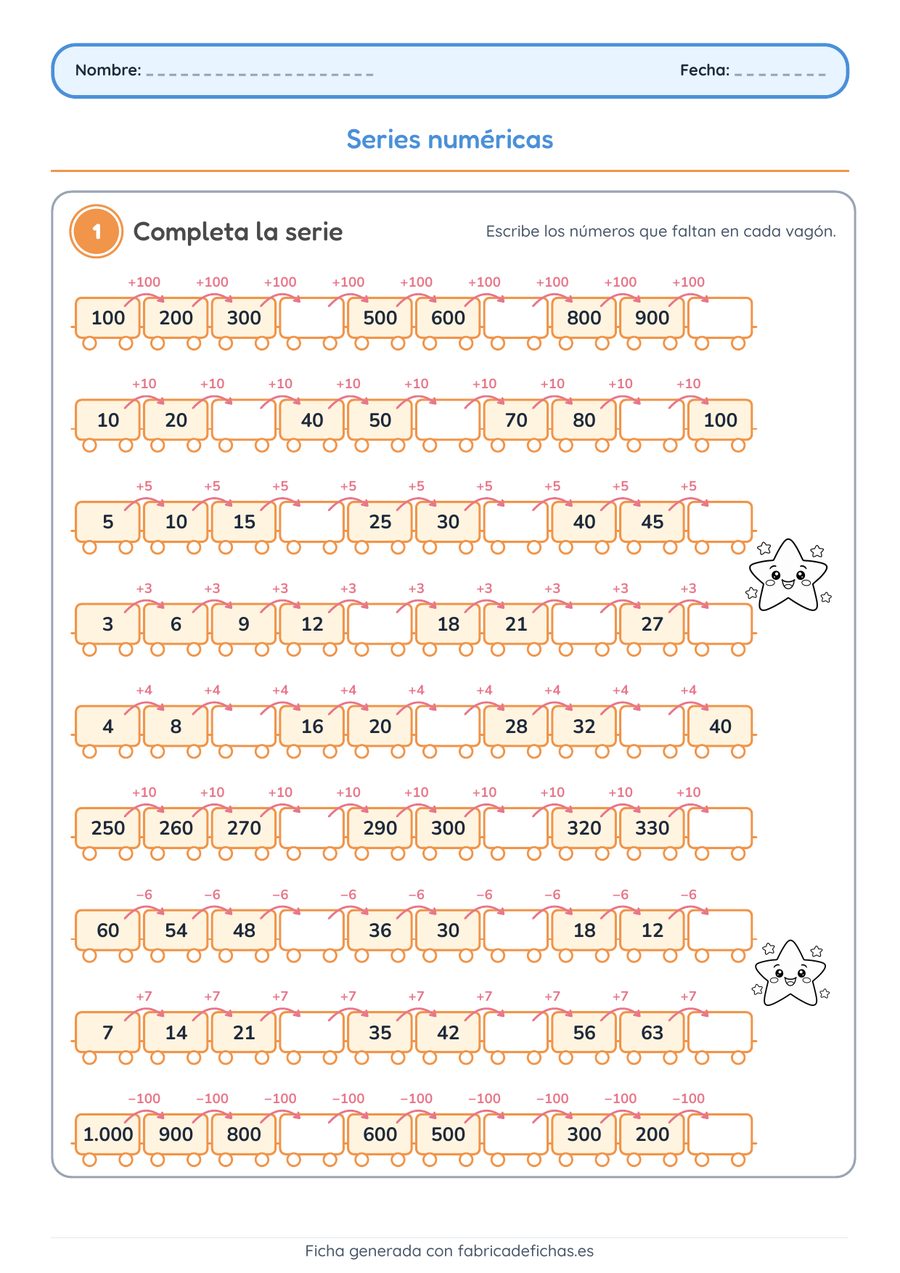 Nombre: Fecha:
Series numéricas
1 Completa la serie Escribe los números que faltan en cada vagón.
+100 +100 +100 +100 +100 +100 +100 +100 +100
100 200 300 500 600 800 900
+10 +10 +10 +10 +10 +10 +10 +10 +10
10 20 40 50 70 80 100
+5 +5 +5 +5 +5 +5 +5 +5 +5
5 10 15 25 30 40 45
+3 +3 +3 +3 +3 +3 +3 +3 +3
3 6 9 12 18 21 27
+4 +4 +4 +4 +4 +4 +4 +4 +4
4 8 16 20 28 32 40
+10 +10 +10 +10 +10 +10 +10 +10 +10
250 260 270 290 300 320 330
−6 −6 −6 −6 −6 −6 −6 −6 −6
60 54 48 36 30 18 12
+7 +7 +7 +7 +7 +7 +7 +7 +7
7 14 21 35 42 56 63
−100 −100 −100 −100 −100 −100 −100 −100 −100
1.000 900 800 600 500 300 200
Ficha generada con fabricadefichas.es